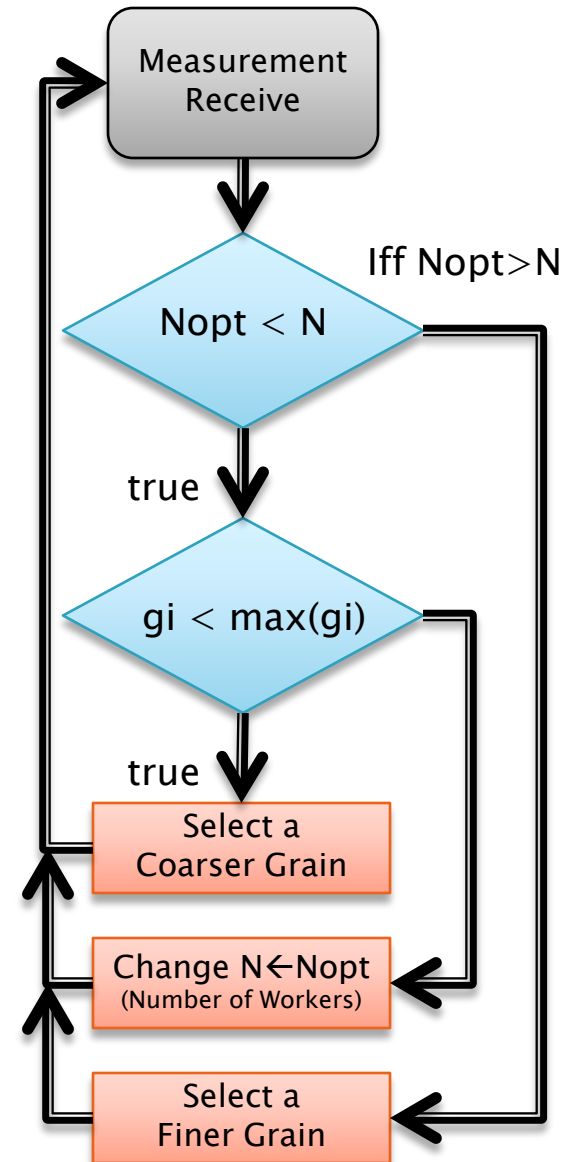 Measurement
Receive
Iff Nopt>N
Nopt < N
true
gi < max(gi)
true
Select a
Coarser Grain
Change N←Nopt
(Number of Workers)
Select a
Finer Grain